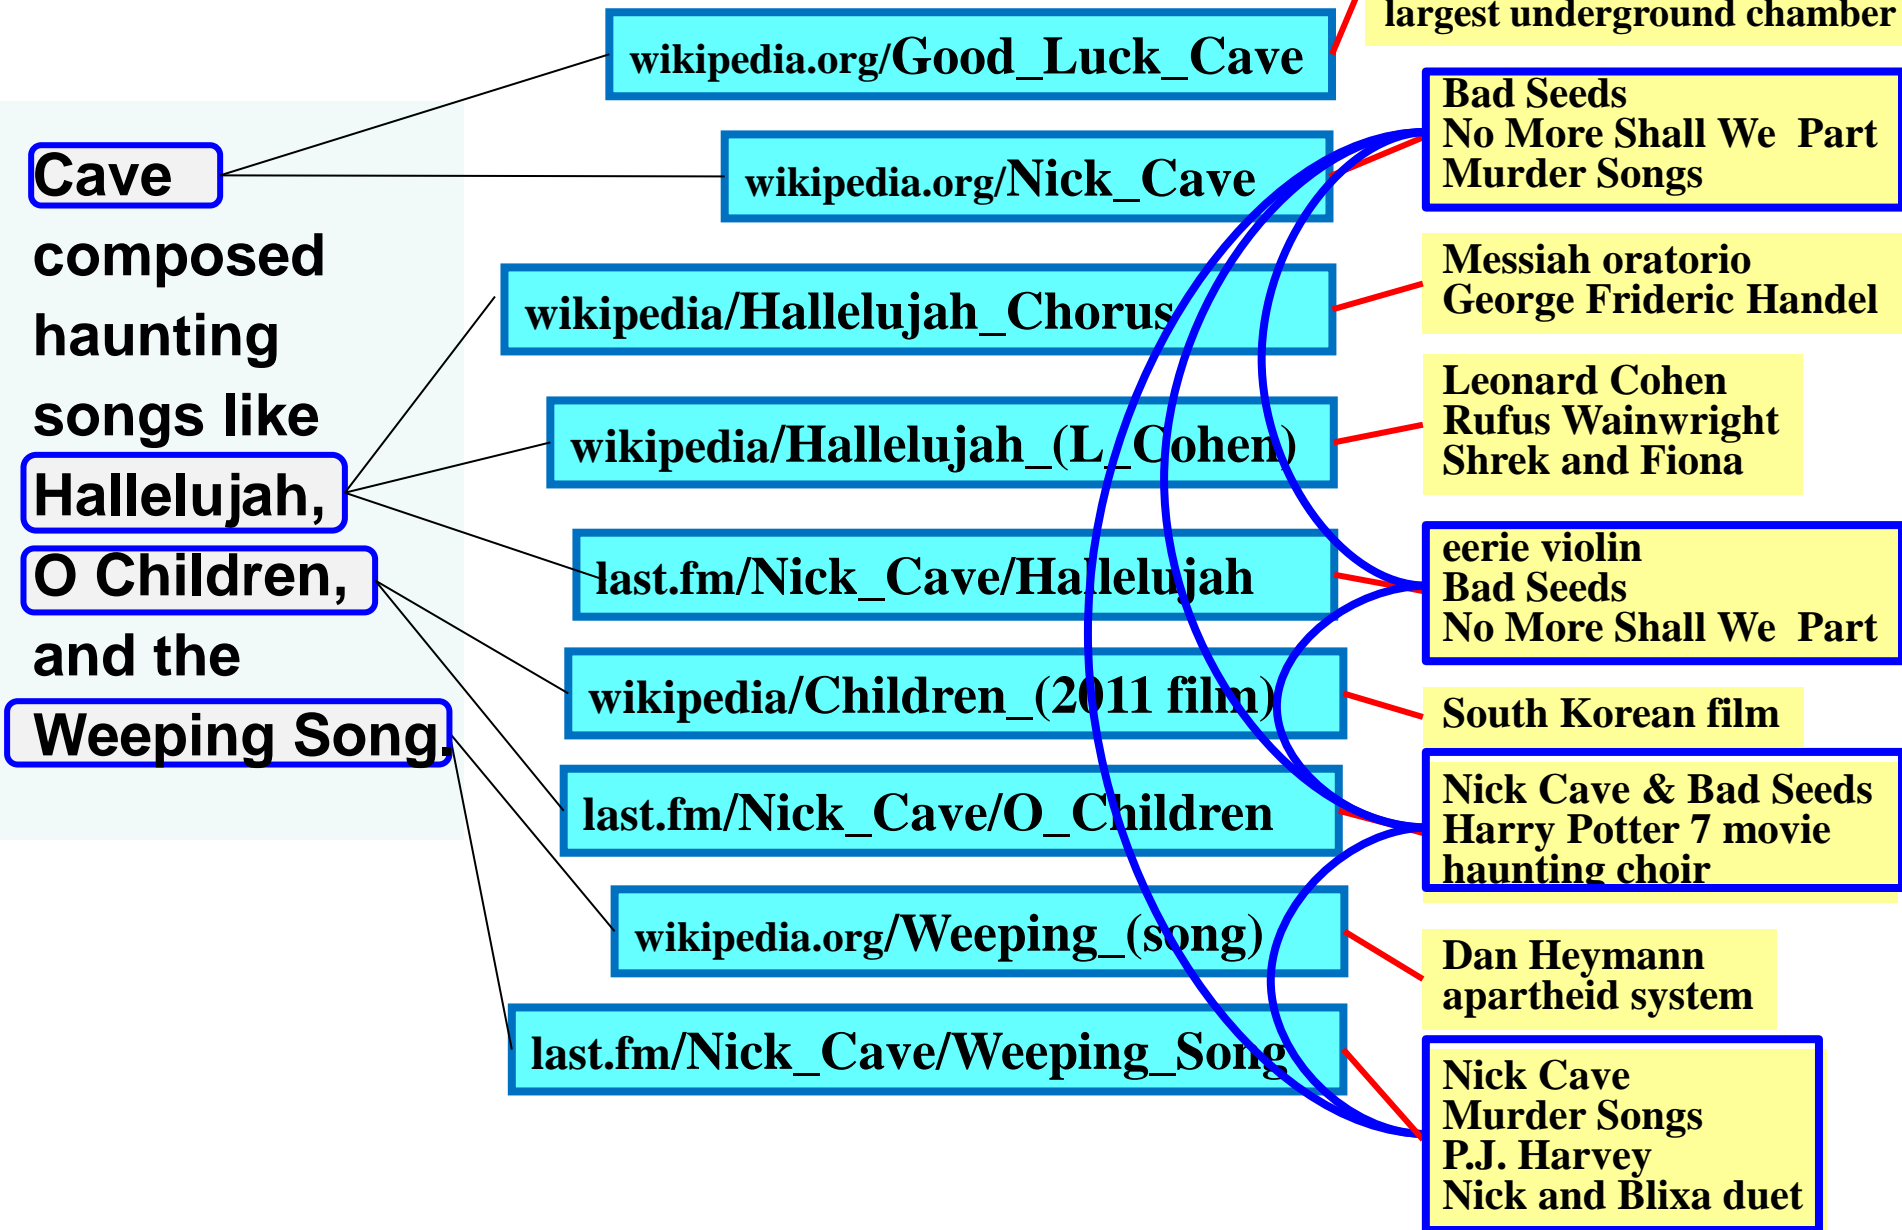 Cave
composed
haunting
songs like
Hallelujah,
O Children,
and the
Weeping Song.
wikipedia.org/Good_Luck_Cave
wikipedia.org/Nick_Cave
wikipedia/Hallelujah_Chorus
wikipedia/Hallelujah_(L_Cohen)
last.fm/Nick_Cave/Hallelujah
wikipedia/Children_(2011 film)
last.fm/Nick_Cave/O_Children
wikipedia.org/Weeping_(song)
last.fm/Nick_Cave/Weeping_Song
largest underground chamber
Bad Seeds
No More Shall We Part
Murder Songs
Messiah oratorio
George Frideric Handel
Leonard Cohen
Rufus Wainwright
Shrek and Fiona
eerie violin
Bad Seeds
No More Shall We Part
South Korean film
Nick Cave & Bad Seeds
Harry Potter 7 movie
haunting choir
Dan Heymann
apartheid system
Nick Cave
Murder Songs
P.J. Harvey
Nick and Blixa duet